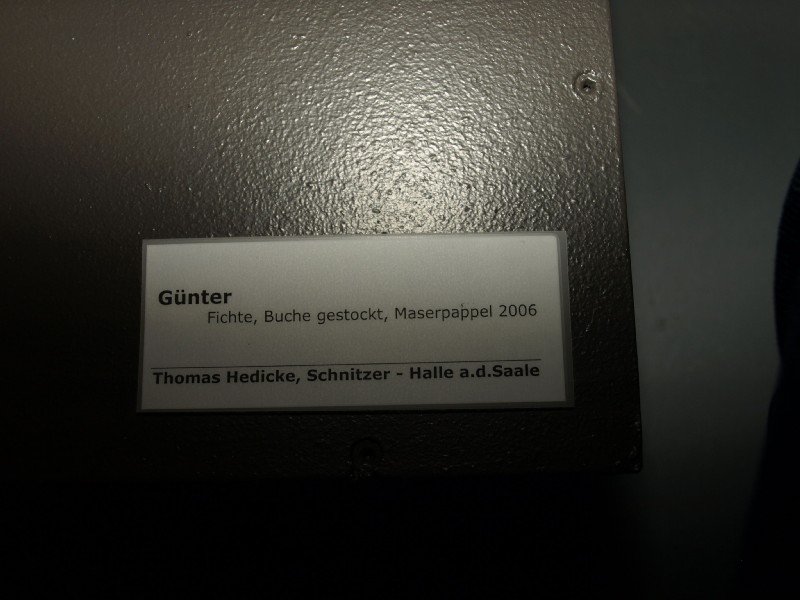 Günter
Fichte, Buche gestockt, Maserpappel 2006
Thomas Hedicke, Schnitzer - Halle a.d.Saale